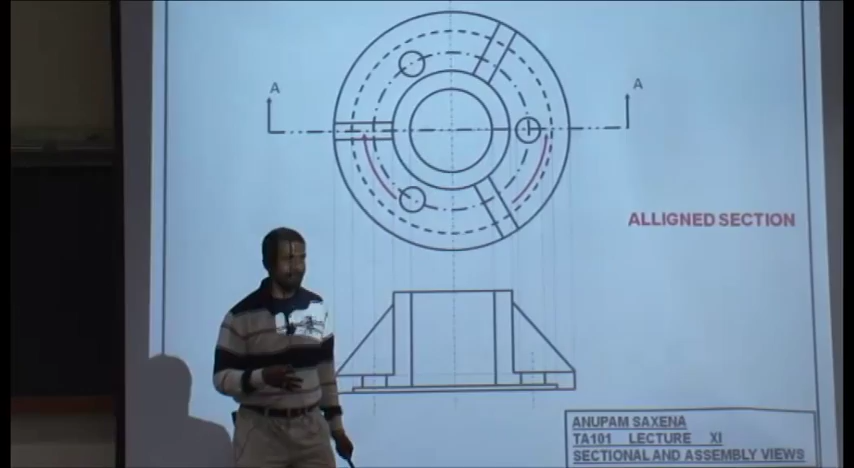 A
A
ALLIGNED SECTION
ANUPAM SAXENA
TA101 LECTURE XI
SECTIONAL AND ASSEMBLY VIEWS